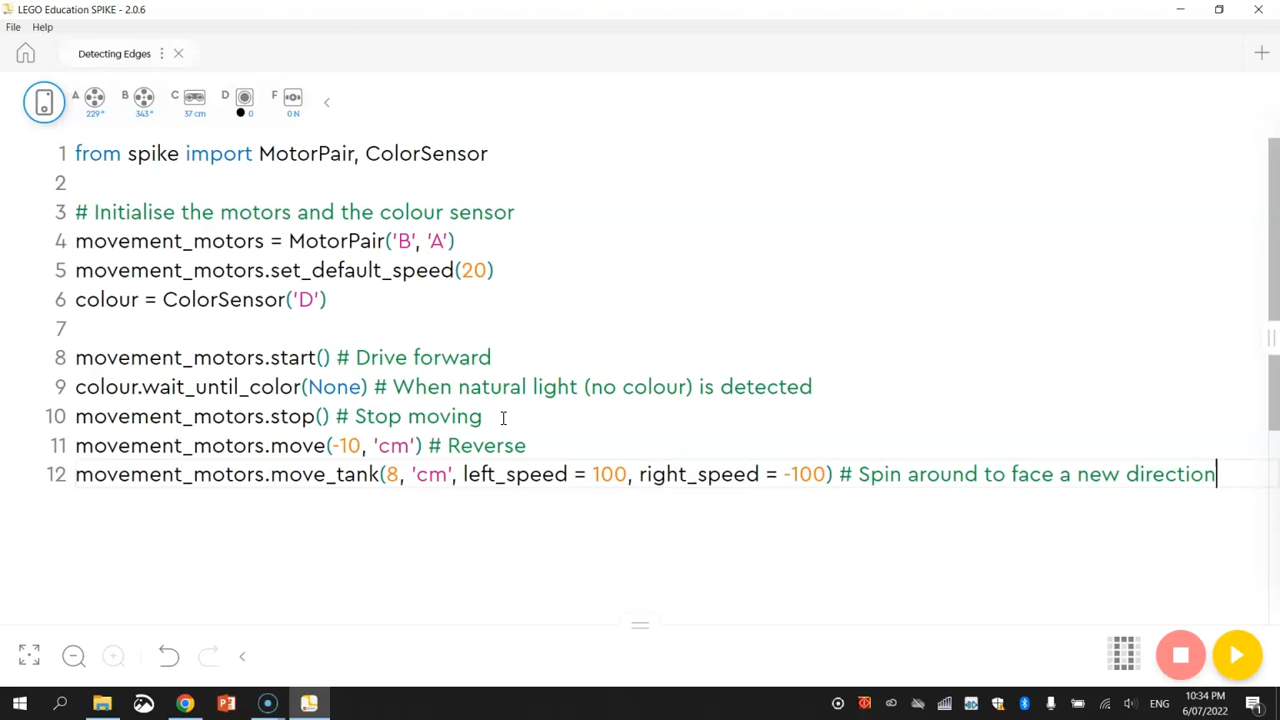 LEGO Education SPIKE - 2.0.6
File Help
Detecting Edges
A B C D F
229° 343° 37 cm 0 0 N
1 from spike import MotorPair, ColorSensor
2
3 # Initialise the motors and the colour sensor
4 movement_motors = MotorPair('B', 'A')
5 movement_motors.set_default_speed(20)
6 colour = ColorSensor('D')
7
8 movement_motors.start() # Drive forward
9 colour.wait_until_color(None) # When natural light (no colour) is detected
10 movement_motors.stop() # Stop moving
11 movement_motors.move(-10, 'cm') # Reverse
12 movement_motors.move_tank(8, 'cm', left_speed = 100, right_speed = -100) # Spin around to face a new direction
ENG
10:34 PM
6/07/2022
1